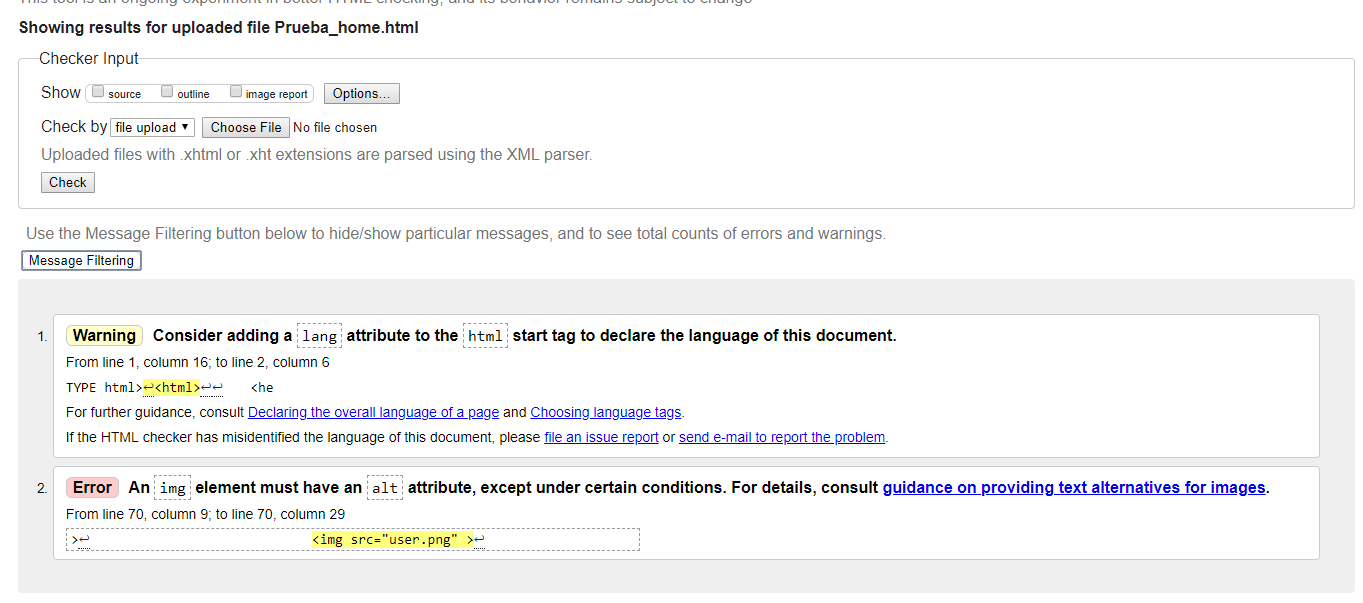 This tool is an ongoing experiment in better HTML checking, and its behavior remains subject to change
Showing results for uploaded file Prueba_home.html
Checker Input
Show source outline image report Options...
Check by file upload ▼ Choose File No file chosen
Uploaded files with .xhtml or .xht extensions are parsed using the XML parser.
Check
Use the Message Filtering button below to hide/show particular messages, and to see total counts of errors and warnings.
Message Filtering
1. Warning Consider adding a lang attribute to the html start tag to declare the language of this document.
From line 1, column 16; to line 2, column 6
TYPE html>↩<html>↩↩ <he
For further guidance, consult Declaring the overall language of a page and Choosing language tags.
If the HTML checker has misidentified the language of this document, please file an issue report or send e-mail to report the problem.
2. Error An img element must have an alt attribute, except under certain conditions. For details, consult guidance on providing text alternatives for images.
From line 70, column 9; to line 70, column 29
>↩ <img src="user.png" >↩